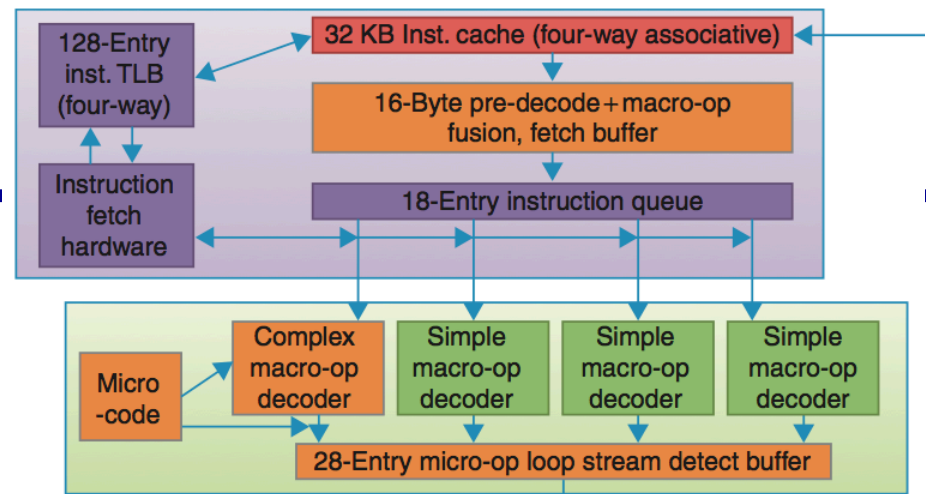 128-Entry
inst. TLB
(four-way)
32 KB Inst. cache (four-way associative)
16-Byte pre-decode+macro-op
fusion, fetch buffer
Instruction
fetch
hardware
18-Entry instruction queue
Micro
-code
Complex
macro-op
decoder
Simple
macro-op
decoder
Simple
macro-op
decoder
Simple
macro-op
decoder
28-Entry micro-op loop stream detect buffer